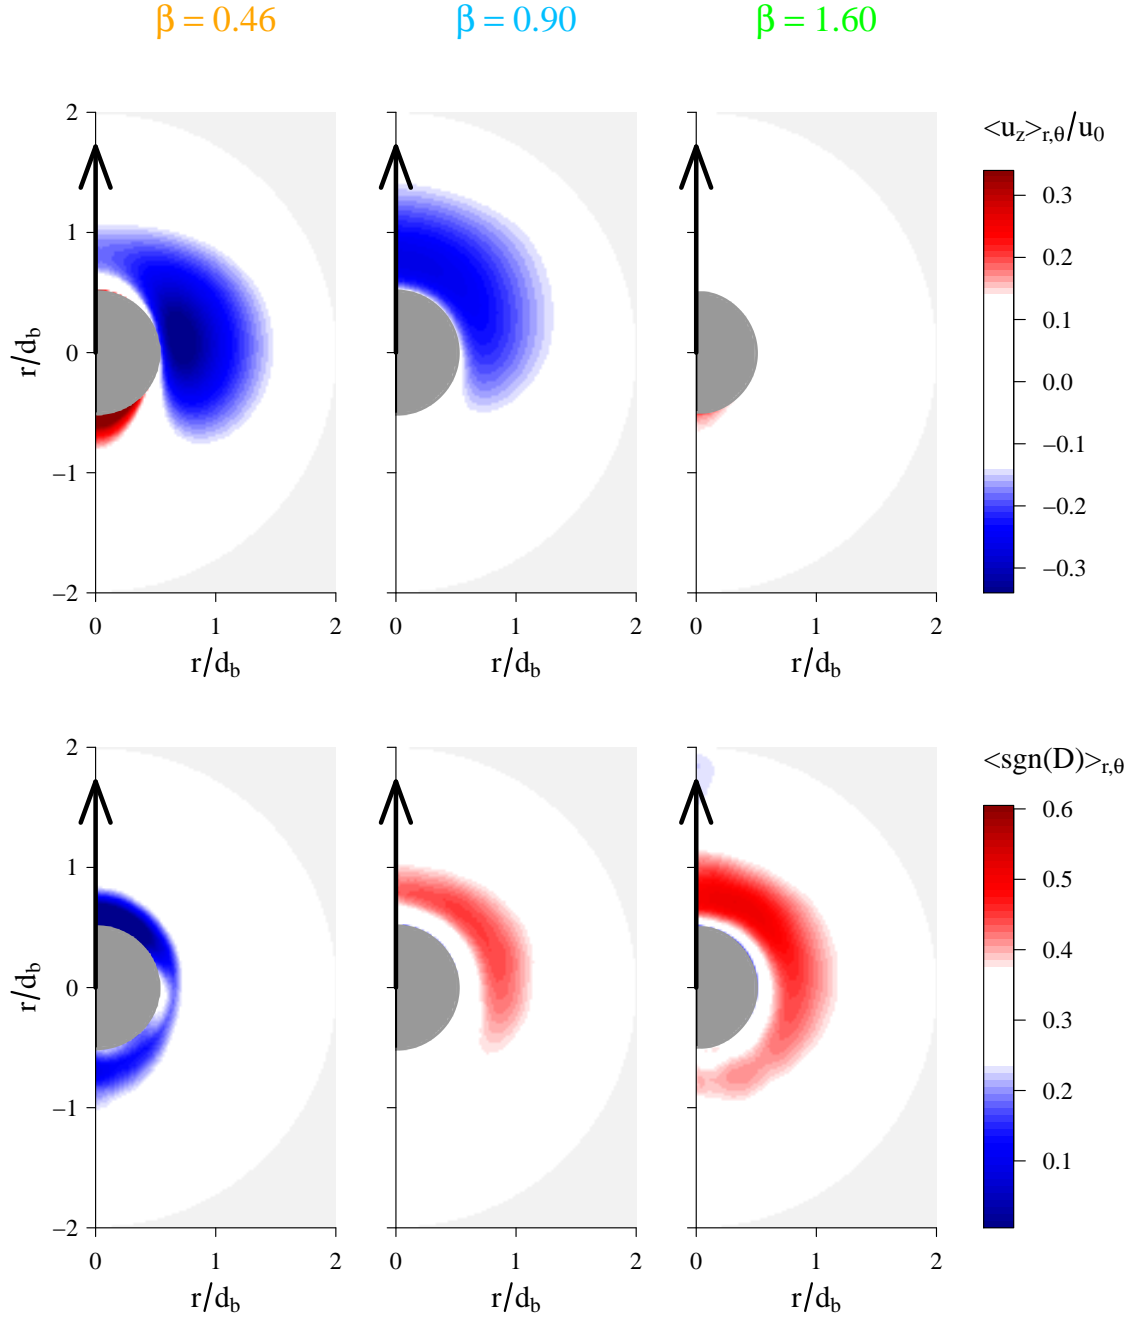 β = 0.46 β = 0.90 β = 1.60
<u_z>_r,θ/u_0
2
1
0
−1
−2
r/d_b
0 1 2 0 1 2 0 1 2
r/d_b r/d_b r/d_b
0.3
0.2
0.1
0.0
−0.1
−0.2
−0.3
<sgn(D)>_r,θ
2
1
0
−1
−2
r/d_b
0 1 2 0 1 2 0 1 2
r/d_b r/d_b r/d_b
0.6
0.5
0.4
0.3
0.2
0.1